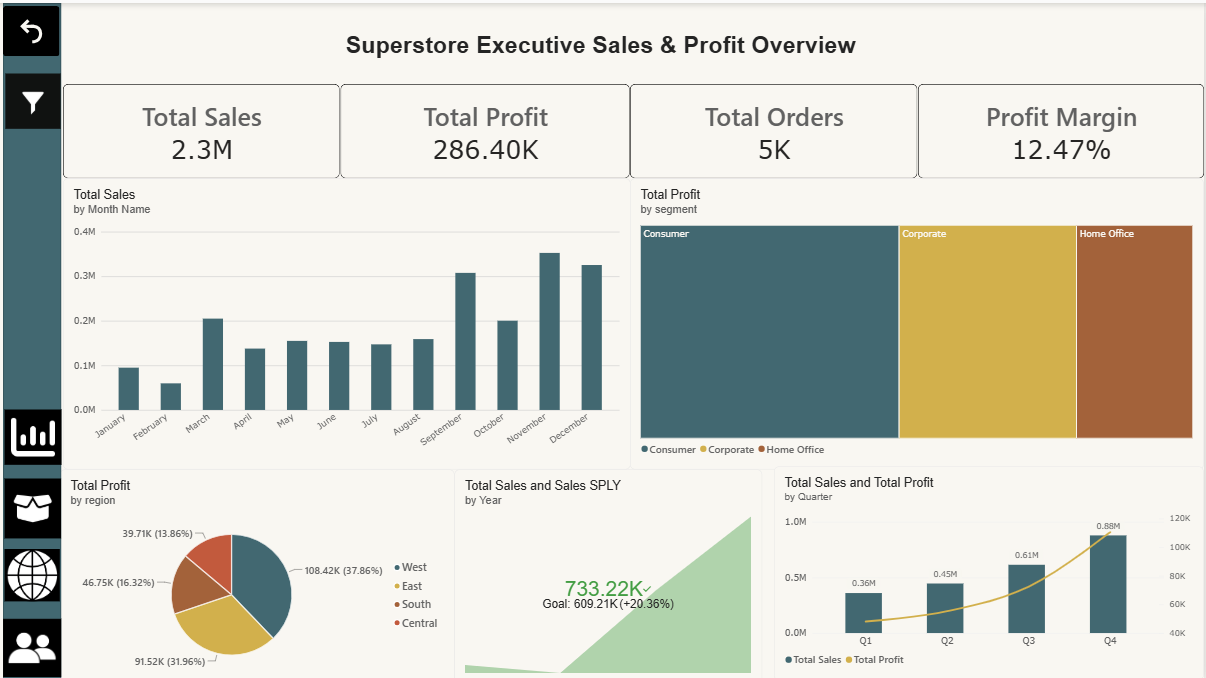 Superstore Executive Sales & Profit Overview
Total Sales
2.3M
Total Profit
286.40K
Total Orders
5K
Profit Margin
12.47%
Total Sales
by Month Name
0.4M
0.3M
0.2M
0.1M
0.0M
January
February
March
April
May
June
July
August
September
October
November
December
Total Profit
by segment
Consumer
Corporate
Home Office
Consumer Corporate Home Office
Total Profit
by region
39.71K (13.86%)
108.42K (37.86%)
46.75K (16.32%)
91.52K (31.96%)
West
East
South
Central
Total Sales and Sales SPLY
by Year
733.22K
Goal: 609.21K (+20.36%)
Total Sales and Total Profit
by Quarter
1.0M
0.5M
0.0M
0.36M
0.45M
0.61M
0.88M
120K
100K
80K
60K
40K
Q1
Q2
Q3
Q4
Total Sales Total Profit